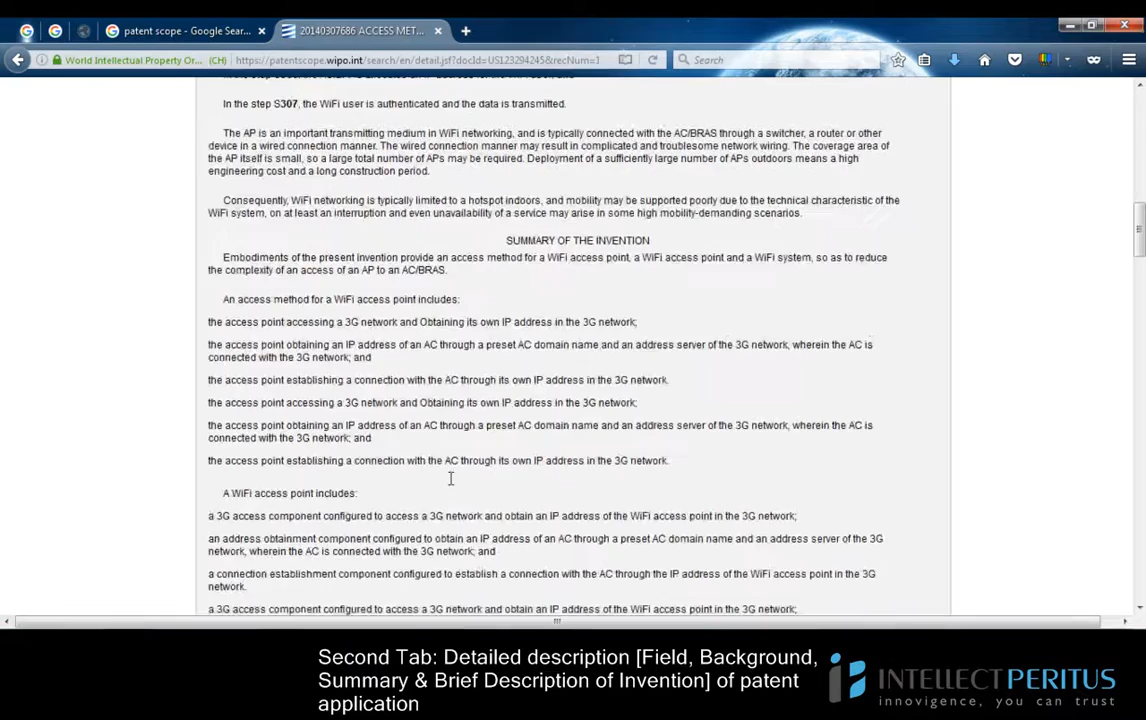 patent scope - Google Sear...
20140307686 ACCESS MET...
World Intellectual Property Or... (CH)
https://patentscope.wipo.int/search/en/detail.jsf?docId=US123294245&recNum=1
Search
In the step S307, the WiFi user is authenticated and the data is transmitted.
The AP is an important transmitting medium in WiFi networking, and is typically connected with the AC/BRAS through a switcher, a router or other
device in a wired connection manner. The wired connection manner may result in complicated and troublesome network wiring. The coverage area of
the AP itself is small, so a large total number of APs may be required. Deployment of a sufficiently large number of APs outdoors means a high
engineering cost and a long construction period.
Consequently, WiFi networking is typically limited to a hotspot indoors, and mobility may be supported poorly due to the technical characteristic of the
WiFi system, on at least an interruption and even unavailability of a service may arise in some high mobility-demanding scenarios.
SUMMARY OF THE INVENTION
Embodiments of the present invention provide an access method for a WiFi access point, a WiFi access point and a WiFi system, so as to reduce
the complexity of an access of an AP to an AC/BRAS.
An access method for a WiFi access point includes:
the access point accessing a 3G network and Obtaining its own IP address in the 3G network;
the access point obtaining an IP address of an AC through a preset AC domain name and an address server of the 3G network, wherein the AC is
connected with the 3G network; and
the access point establishing a connection with the AC through its own IP address in the 3G network.
the access point accessing a 3G network and Obtaining its own IP address in the 3G network;
the access point obtaining an IP address of an AC through a preset AC domain name and an address server of the 3G network, wherein the AC is
connected with the 3G network; and
the access point establishing a connection with the AC through its own IP address in the 3G network.
A WiFi access point includes:
a 3G access component configured to access a 3G network and obtain an IP address of the WiFi access point in the 3G network;
an address obtainment component configured to obtain an IP address of an AC through a preset AC domain name and an address server of the 3G
network, wherein the AC is connected with the 3G network; and
a connection establishment component configured to establish a connection with the AC through the IP address of the WiFi access point in the 3G
network.
a 3G access component configured to access a 3G network and obtain an IP address of the WiFi access point in the 3G network;
Second Tab: Detailed description [Field, Background,
Summary & Brief Description of Invention] of patent
application
INTELLECTPERITUS
innovigence, you can trust